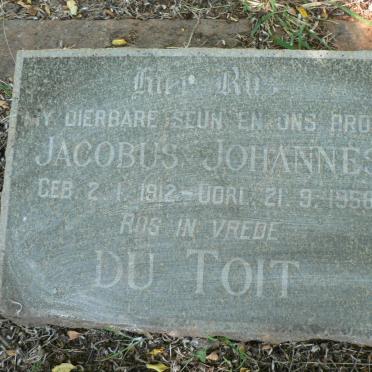 Hier Rus
MY DIERBARE SEUN EN ONS
JACOBUS JOHANNES
GEB. 2.1.1912 – OORL. 21.9.1956
RUS IN VREDE
DU TOIT